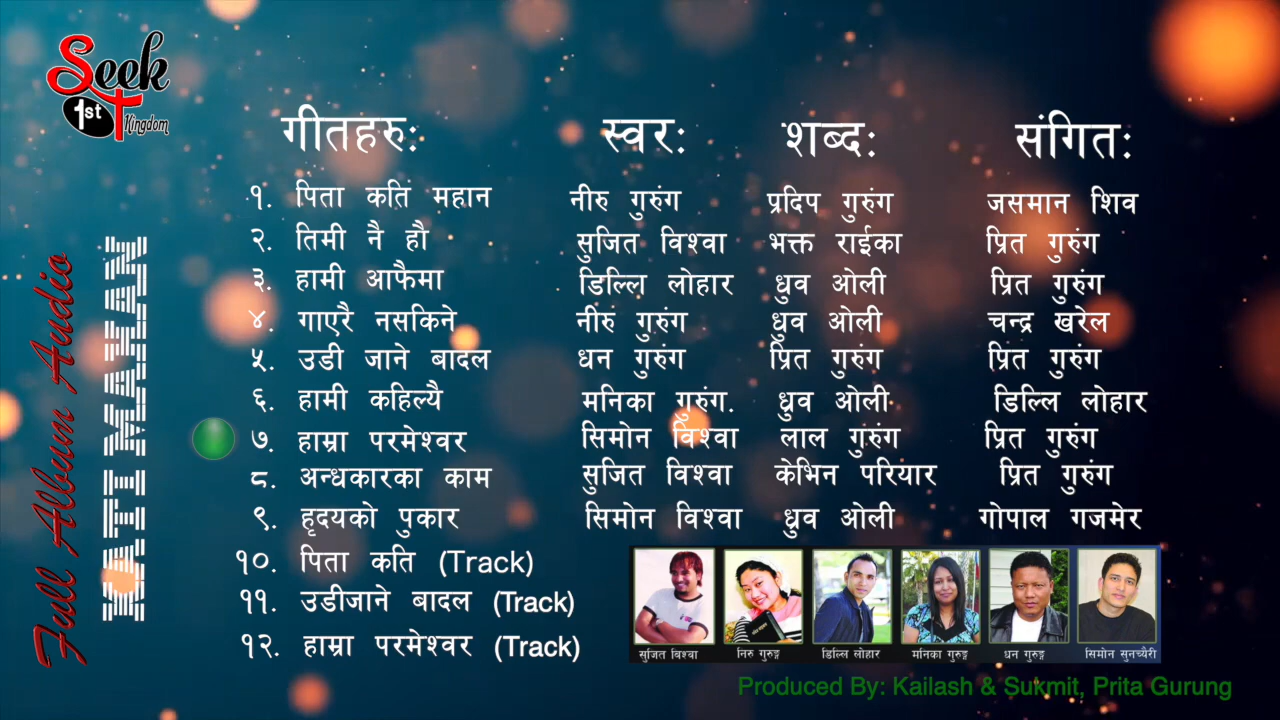 Seek
1st
Kingdom
Full Album Audio
KATI MAHAN
गीतहरुः स्वरः शब्दः संगितः
१. पिता कति महान नीरु गुरुंग प्रदिप गुरुंग जसमान शिव
२. तिमी नै हौ सुजित विश्वा भक्त राईका प्रित गुरुंग
३. हामी आफैमा डिल्लि लोहार ध्रुव ओली प्रित गुरुंग
४. गाएरै नसकिने नीरु गुरुंग ध्रुव ओली चन्द्र खरेल
५. उडी जाने बादल धन गुरुंग प्रित गुरुंग प्रित गुरुंग
६. हामी कहिल्यै मनिका गुरुंग. ध्रुव ओली डिल्लि लोहार
७. हाम्रा परमेश्वर सिमोन विश्वा लाल गुरुंग प्रित गुरुंग
८. अन्धकारका काम सुजित विश्वा केभिन परियार प्रित गुरुंग
९. हृदयको पुकार सिमोन विश्वा ध्रुव ओली गोपाल गजमेर
१०. पिता कति (Track)
११. उडीजाने बादल (Track)
१२. हाम्रा परमेश्वर (Track)
सुजित विश्वा निरु गुरुङ्ग डिल्लि लोहार मनिका गुरुङ्ग धन गुरुङ्ग सिमोन सुनच्यैरी
Produced By: Kailash & Sukmit, Prita Gurung